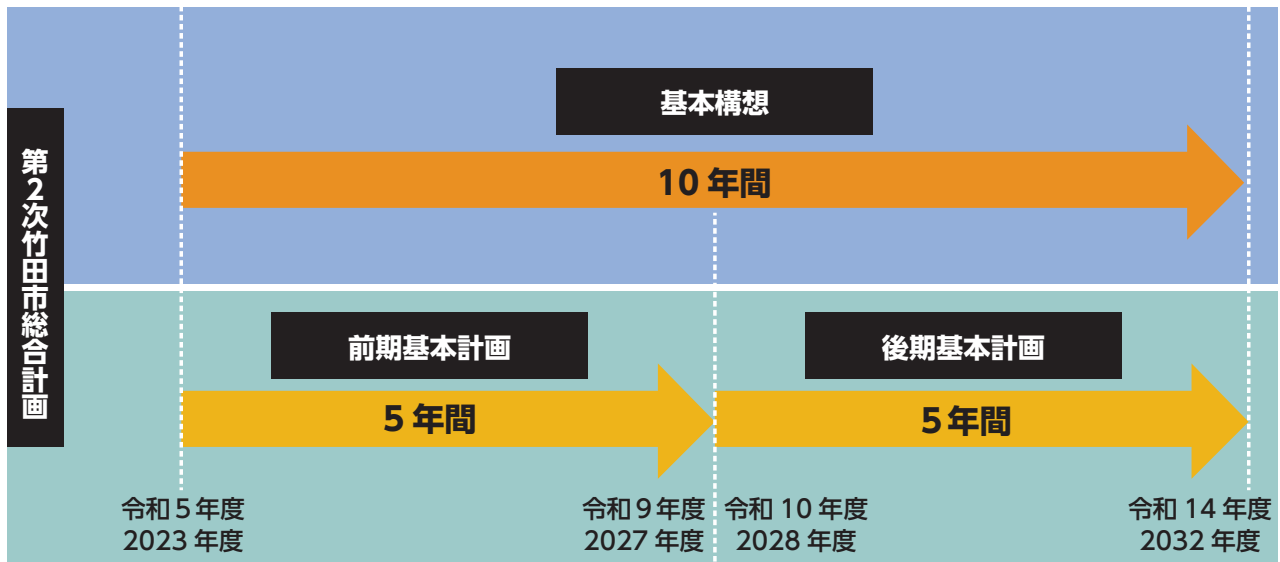 第2次竹田市総合計画
基本構想
10 年間
前期基本計画
後期基本計画
5 年間
5 年間
令和 5 年度
2023 年度
令和 9 年度
2027 年度
令和 10 年度
2028 年度
令和 14 年度
2032 年度